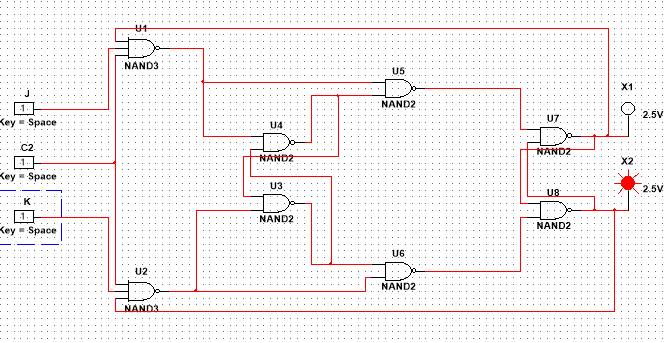 U1
NAND3
J
1
Key = Space
U5
NAND2
X1
2.5V
U4
NAND2
U7
NAND2
C2
1
Key = Space
X2
2.5V
U3
NAND2
K
1
Key = Space
U8
NAND2
U6
NAND2
U2
NAND3